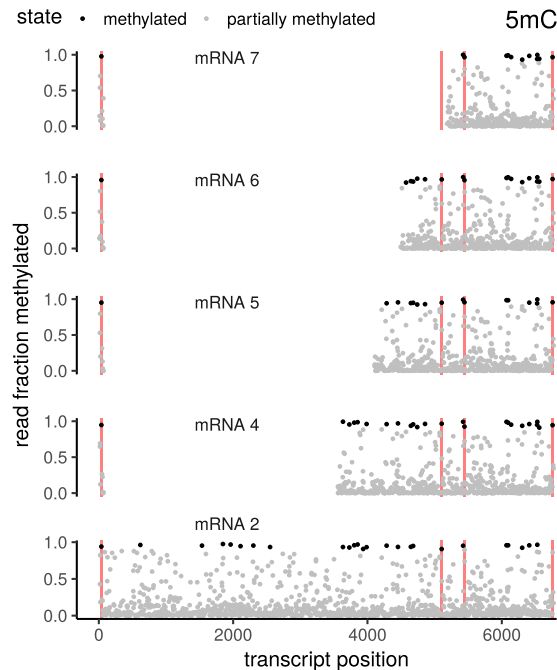 state methylated partially methylated 5mC
mRNA 7
1.0
0.5
0.0
mRNA 6
1.0
0.5
0.0
mRNA 5
1.0
0.5
0.0
mRNA 4
1.0
0.5
0.0
mRNA 2
1.0
0.5
0.0
read fraction methylated
0 2000 4000 6000
transcript position